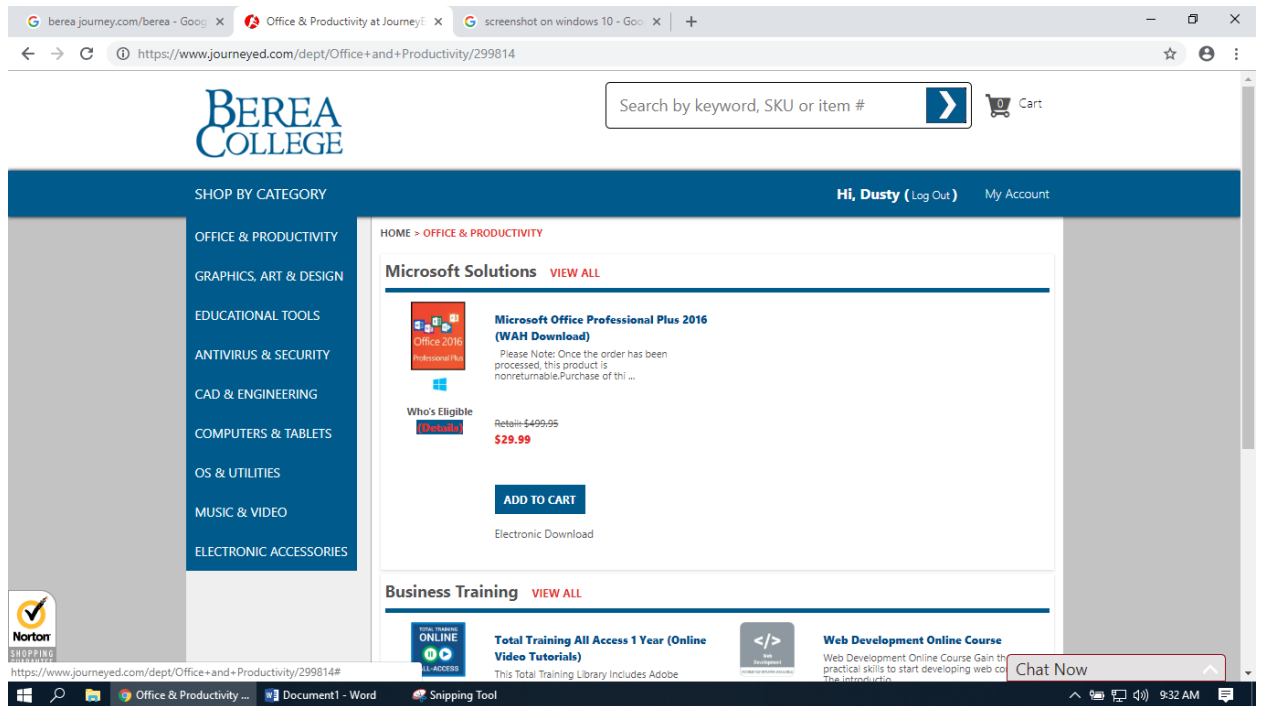 berea journey.com/berea - Goog
Office & Productivity at JourneyE
screenshot on windows 10 - Goo
https://www.journeyed.com/dept/Office+and+Productivity/299814
BEREA
COLLEGE
Search by keyword, SKU or item #
0
Cart
SHOP BY CATEGORY
Hi, Dusty ( Log Out )
My Account
OFFICE & PRODUCTIVITY
GRAPHICS, ART & DESIGN
EDUCATIONAL TOOLS
ANTIVIRUS & SECURITY
CAD & ENGINEERING
COMPUTERS & TABLETS
OS & UTILITIES
MUSIC & VIDEO
ELECTRONIC ACCESSORIES
HOME > OFFICE & PRODUCTIVITY
Microsoft Solutions VIEW ALL
Office 2016
Professional Plus
Who's Eligible
(Details)
Microsoft Office Professional Plus 2016
(WAH Download)
Please Note: Once the order has been
processed, this product is
nonreturnable.Purchase of thi ...
Retail: $499.95
$29.99
ADD TO CART
Electronic Download
Business Training VIEW ALL
TOTAL TRAINING
ONLINE
ALL-ACCESS
Total Training All Access 1 Year (Online
Video Tutorials)
This Total Training Library Includes Adobe
</>
Web
Development
Web Development Online Course
Web Development Online Course Gain th
practical skills to start developing web co
The introductio
Chat Now
Norton
SHOPPING
GUARANTEE
https://www.journeyed.com/dept/Office+and+Productivity/299814#
Office & Productivity ...
Document1 - Word
Snipping Tool
9:32 AM